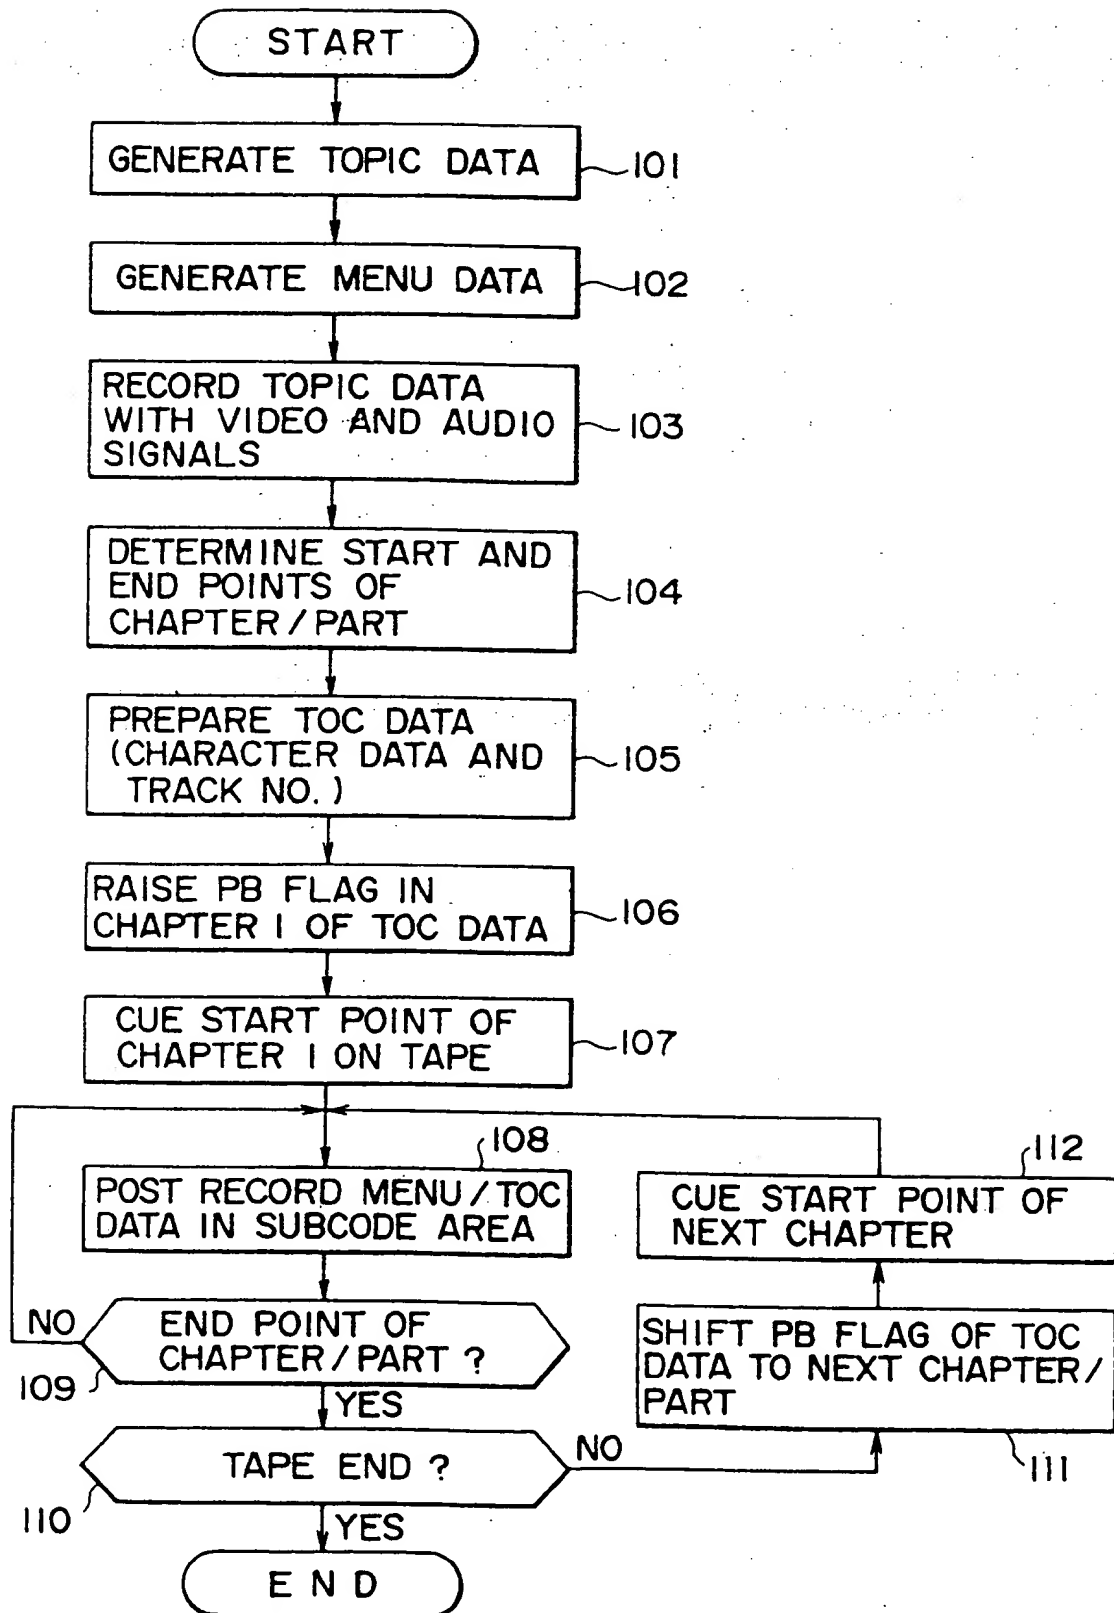 START
GENERATE TOPIC DATA
101
GENERATE MENU DATA
102
RECORD TOPIC DATA
WITH VIDEO AND AUDIO
SIGNALS
103
DETERMINE START AND
END POINTS OF
CHAPTER / PART
104
PREPARE TOC DATA
(CHARACTER DATA AND
TRACK NO.)
105
RAISE PB FLAG IN
CHAPTER 1 OF TOC DATA
106
CUE START POINT OF
CHAPTER 1 ON TAPE
107
108
POST RECORD MENU / TOC
DATA IN SUBCODE AREA
112
CUE START POINT OF
NEXT CHAPTER
NO
END POINT OF
CHAPTER / PART ?
109
YES
SHIFT PB FLAG OF TOC
DATA TO NEXT CHAPTER /
PART
111
TAPE END ?
NO
110
YES
END